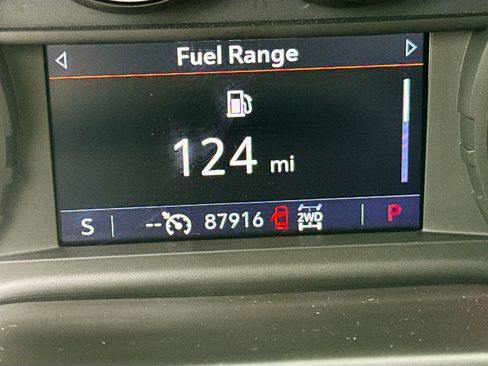 Fuel Range
124 mi
S -- 87916 2WD P